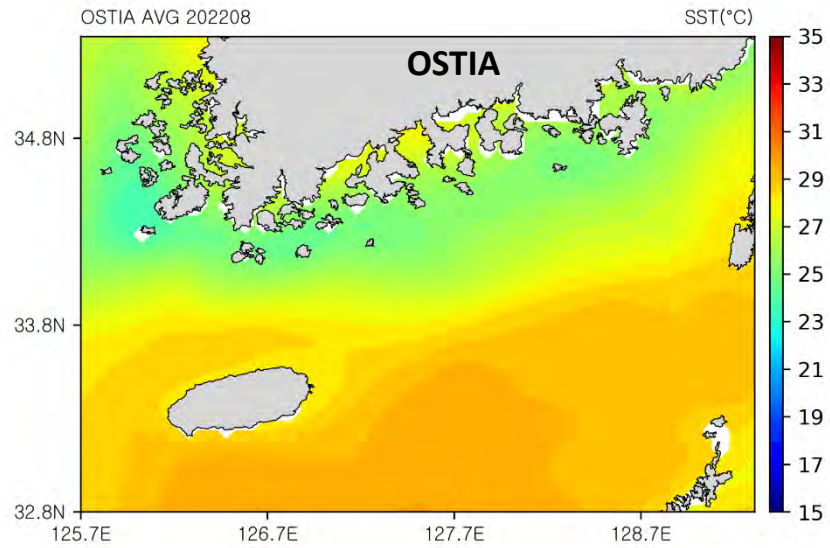 OSTIA AVG 202208 SST(°C)
OSTIA
35
33
34.8N 31
29
27
25
33.8N 23
21
19
17
32.8N 15
125.7E 126.7E 127.7E 128.7E